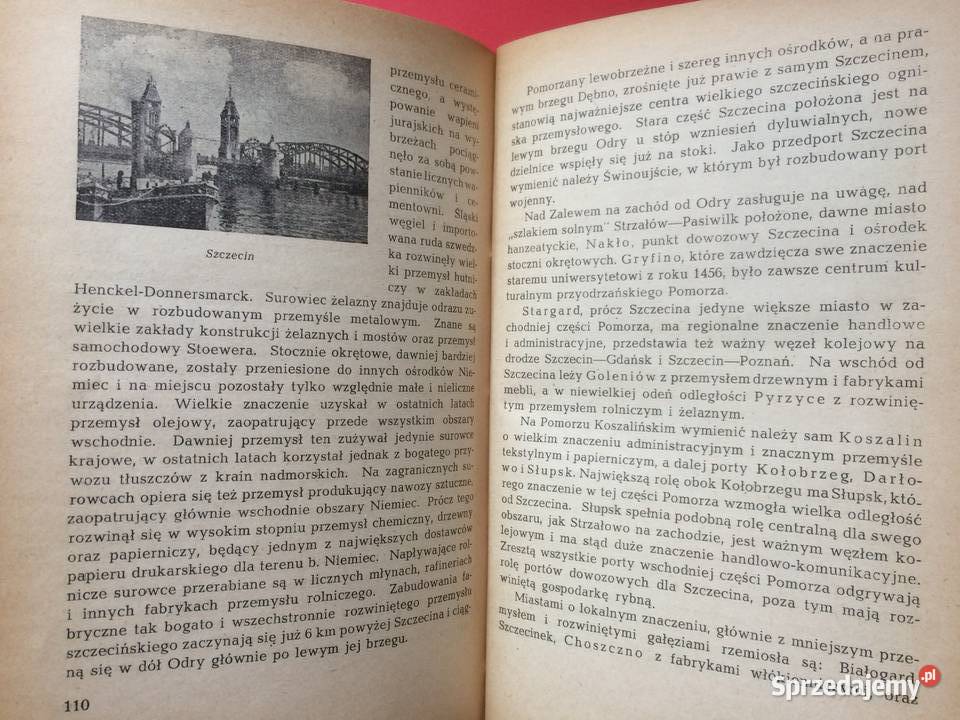 przemysłu cerami-
cznego, a wystę-
powanie wapieni
jurajskich na wy-
brzeżach pociąg-
nęło za sobą pow-
stanie licznych wa-
pienników i ce-
mentowni. Śląski
węgiel i importo-
wana ruda szwedz-
ka rozwinęły wiel-
ki przemysł hutni-
czy w zakładach
Szczecin
Henckel-Donnersmarck. Surowiec żelazny znajduje odrazu zu-
życie w rozbudowanym przemyśle metalowym. Znane są
wielkie zakłady konstrukcji żelaznych i mostów oraz przemysł
samochodowy Stoewera. Stocznie okrętowe, dawniej bardziej
rozbudowane, zostały przeniesione do innych ośrodków Nie-
miec i na miejscu pozostały tylko względnie małe i nieliczne
urządzenia. Wielkie znaczenie uzyskał w ostatnich latach
przemysł olejowy, zaopatrujący przede wszystkim obszary
wschodnie. Dawniej przemysł ten zużywał jedynie surowce
krajowe, w ostatnich latach korzystał jednak z bogatego przy-
wozu tłuszczów z krain nadmorskich. Na zagranicznych su-
rowcach opiera się też przemysł produkujący nawozy sztuczne,
zaopatrujący głównie wschodnie obszary Niemiec. Prócz tego
rozwinął się w wysokim stopniu przemysł chemiczny, drzewny
oraz papierniczy, będący jednym z największych dostawców
papieru drukarskiego dla terenu b. Niemiec. Napływające rol-
nicze surowce przerabiane są w licznych młynach, rafineriach
i innych fabrykach przemysłu rolniczego. Zabudowania fa-
bryczne tak bogato i wszechstronnie rozwiniętego przemysłu
szczecińskiego zaczynają się już 6 km powyżej Szczecina i ciąg-
ną się w dół Odry głównie po lewym jej brzegu.
110
Pomorzany lewobrzeżne i szereg innych ośrodków, a na pra-
wym brzegu Dębno, zrośnięte już prawie z samym Szczecinem,
stanowią najważniejsze centra wielkiego szczecińskiego ogni-
ska przemysłowego. Stara część Szczecina położona jest na
lewym brzegu Odry u stóp wzniesień dyluwialnych, nowe
dzielnice wspięły się już na stoki. Jako przedport Szczecina
wymienić należy Świnoujście, w którym był rozbudowany port
wojenny.
Nad Zalewem na zachód od Odry zasługuje na uwagę, nad
„szlakiem solnym" Strzałów—Pasiwilk położone, dawne miasto
hanzeatyckie, Nakło, punkt dowozowy Szczecina i ośrodek
stoczni okrętowych. Gryfino, które zawdzięcza swe znaczenie
staremu uniwersytetowi z roku 1456, było zawsze centrum kul-
turalnym przyodrzańskiego Pomorza.
Stargard, prócz Szczecina jedyne większe miasto w za-
chodniej części Pomorza, ma regionalne znaczenie handlowe
i administracyjne, przedstawia też ważny węzeł kolejowy na
drodze Szczecin—Gdańsk i Szczecin—Poznań. Na wschód od
Szczecina leży Goleniów z przemysłem drzewnym i fabrykami
mebli, a w niewielkiej odeń odległości Pyrzyce z rozwinię-
tym przemysłem rolniczym i żelaznym.
Na Pomorzu Koszalińskim wymienić należy sam Koszalin
o wielkim znaczeniu administracyjnym i znacznym przemyśle
tekstylnym i papierniczym, a dalej porty Kołobrzeg, Darło-
wo i Słupsk. Największą rolę obok Kołobrzegu ma Słupsk, któ-
rego znaczenie w tej części Pomorza wzmogła wielka odległość
od Szczecina. Słupsk spełnia podobną rolę centralną dla swego
obszaru, jak Strzałowo na zachodzie, jest ważnym węzłem ko-
lejowym i ma stąd duże znaczenie handlowo-komunikacyjne.
Zresztą wszystkie porty wschodniej części Pomorza odgrywają
rolę portów dowozowych dla Szczecina, poza tym mają roz-
winiętą gospodarkę rybną.
Miastami o lokalnym znaczeniu, głównie z mniejszym prze-
mysłem i rozwiniętymi gałęziami rzemiosła są: Białogard
Szczecinek, Choszczno z fabrykami
oraz
Sprzedajemy.pl